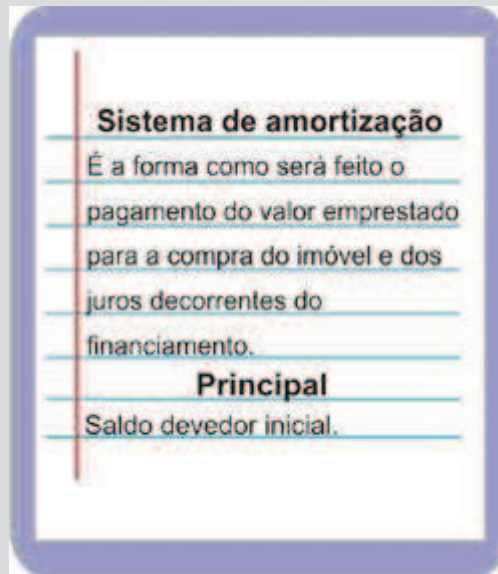 Sistema de amortização
É a forma como será feito o
pagamento do valor emprestado
para a compra do imóvel e dos
juros decorrentes do
financiamento.
Principal
Saldo devedor inicial.